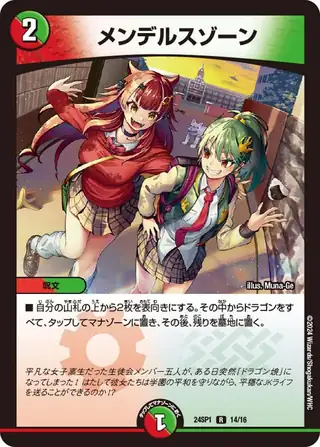 2
メンデルスゾーン
illus. Muna-Ge
呪文
■自分の山札の上から2枚を表向きにする。その中からドラゴンをす
べて、タップしてマナゾーンに置き、その後、残りを墓地に置く。
平凡な女子高生だった生徒会メンバー五人が、ある日突然「ドラゴン娘」に
なってしまった!はたして彼女たちは学園の平和を守りながら、平穏なJKライフ
を送ることができるのか!?
1
24SP1 R 14/16
©2024 Wizards/Shogakukan/WHC